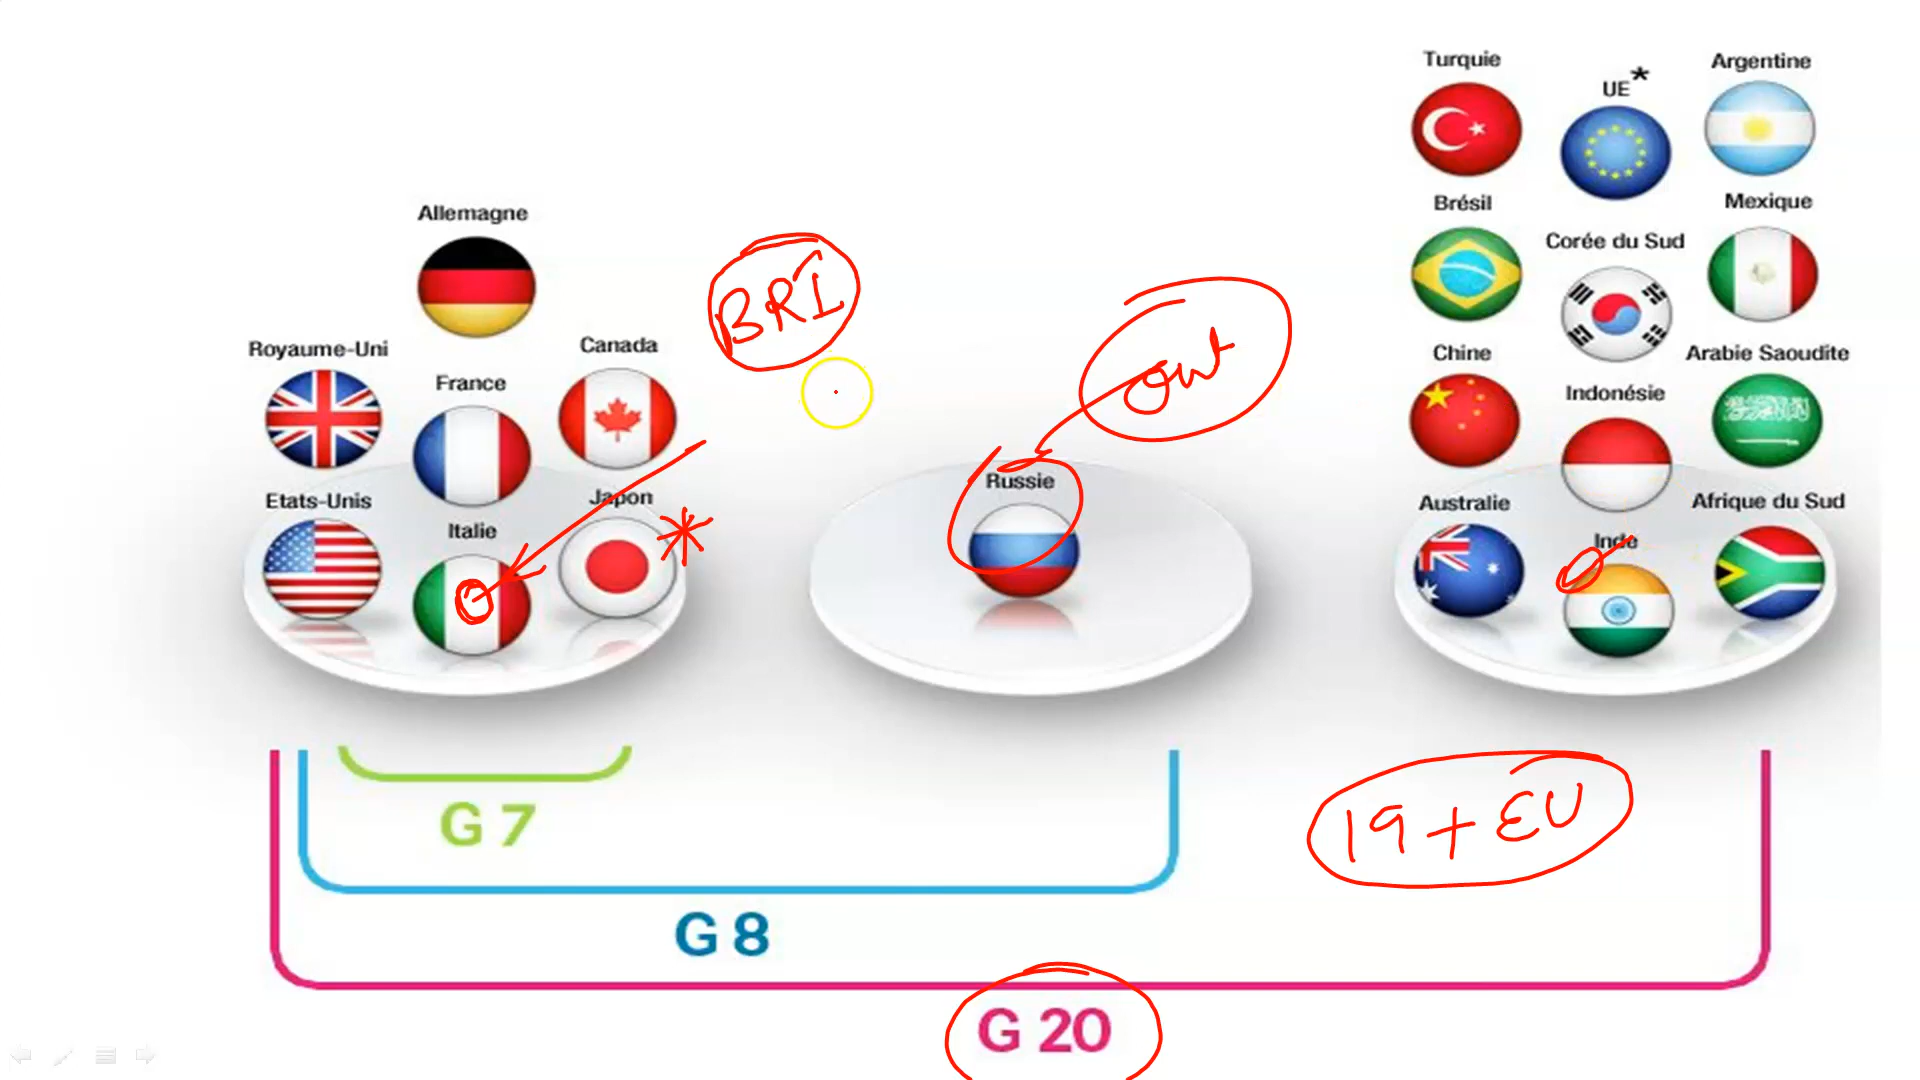 Turquie
UE*
Argentine
Brésil
Mexique
Allemagne
Corée du Sud
BRI
Royaume-Uni
Canada
out
Chine
Arabie Saoudite
France
Indonésie
Russie
Etats-Unis
Japon
Australie
Afrique du Sud
Italie
Inde
19 + EU
G 7
G 8
G 20